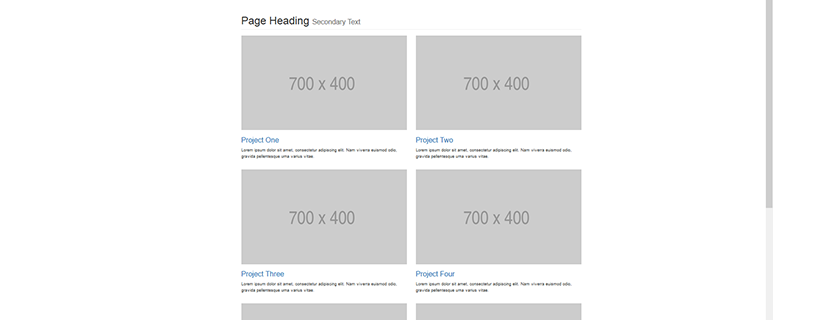 Page Heading Secondary Text
700 x 400
700 x 400
Project One
Project Two
Lorem ipsum dolor sit amet, consectetur adipiscing elit. Nam viverra euismod odio,
gravida pellentesque urna varius vitae.
Lorem ipsum dolor sit amet, consectetur adipiscing elit. Nam viverra euismod odio,
gravida pellentesque urna varius vitae.
700 x 400
700 x 400
Project Three
Project Four
Lorem ipsum dolor sit amet, consectetur adipiscing elit. Nam viverra euismod odio,
gravida pellentesque urna varius vitae.
Lorem ipsum dolor sit amet, consectetur adipiscing elit. Nam viverra euismod odio,
gravida pellentesque urna varius vitae.